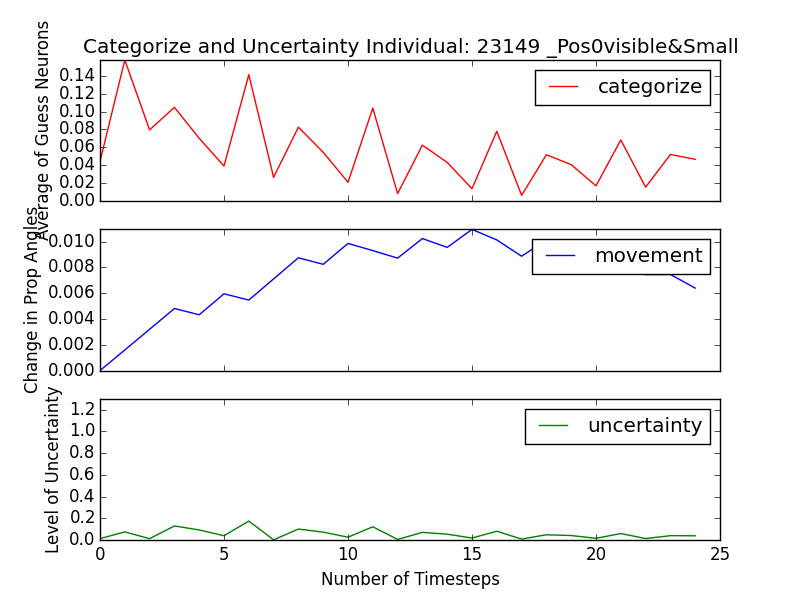 Categorize and Uncertainty Individual: 23149 _Pos0visible&Small
Average of Guess Neurons
0.14
0.12
0.10
0.08
0.06
0.04
0.02
0.00
categorize
Change in Prop Angles
0.010
0.008
0.006
0.004
0.002
0.000
movement
Level of Uncertainty
1.2
1.0
0.8
0.6
0.4
0.2
0.0
uncertainty
0 5 10 15 20 25
Number of Timesteps